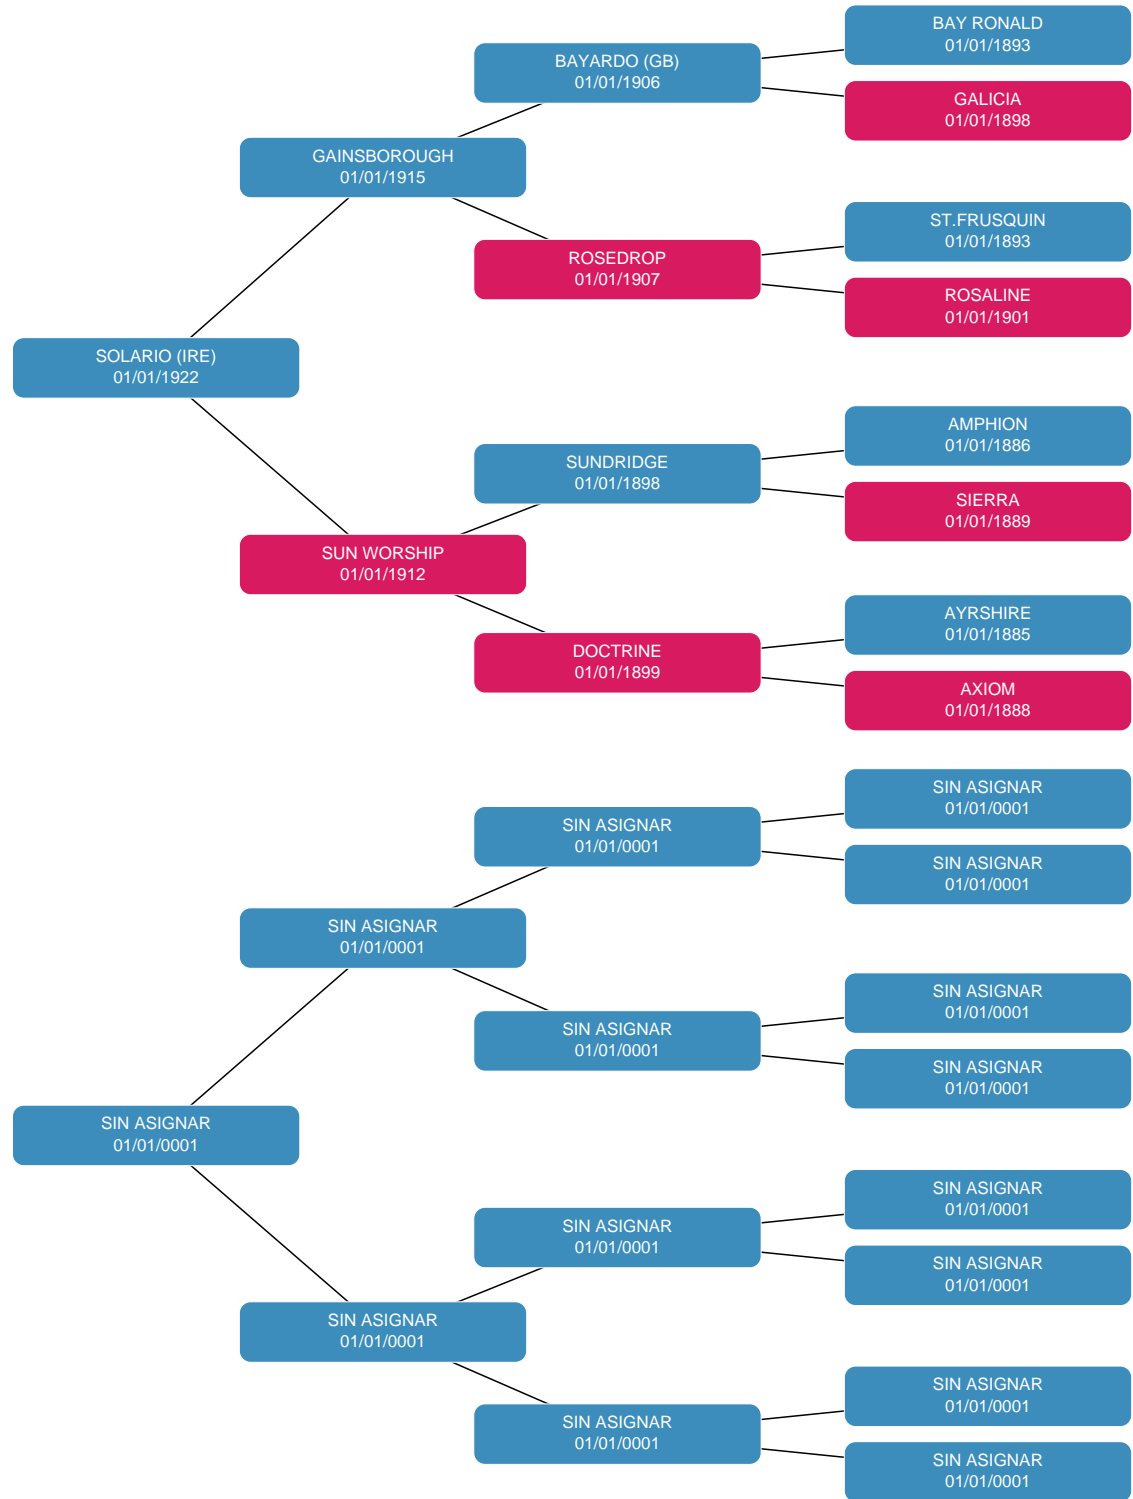 BAY RONALD
01/01/1893
BAYARDO (GB)
01/01/1906
GALICIA
01/01/1898
GAINSBOROUGH
01/01/1915
ST.FRUSQUIN
01/01/1893
ROSEDROP
01/01/1907
ROSALINE
01/01/1901
SOLARIO (IRE)
01/01/1922
AMPHION
01/01/1886
SUNDRIDGE
01/01/1898
SIERRA
01/01/1889
SUN WORSHIP
01/01/1912
AYRSHIRE
01/01/1885
DOCTRINE
01/01/1899
AXIOM
01/01/1888
SIN ASIGNAR
01/01/0001
SIN ASIGNAR
01/01/0001
SIN ASIGNAR
01/01/0001
SIN ASIGNAR
01/01/0001
SIN ASIGNAR
01/01/0001
SIN ASIGNAR
01/01/0001
SIN ASIGNAR
01/01/0001
SIN ASIGNAR
01/01/0001
SIN ASIGNAR
01/01/0001
SIN ASIGNAR
01/01/0001
SIN ASIGNAR
01/01/0001
SIN ASIGNAR
01/01/0001
SIN ASIGNAR
01/01/0001
SIN ASIGNAR
01/01/0001
SIN ASIGNAR
01/01/0001